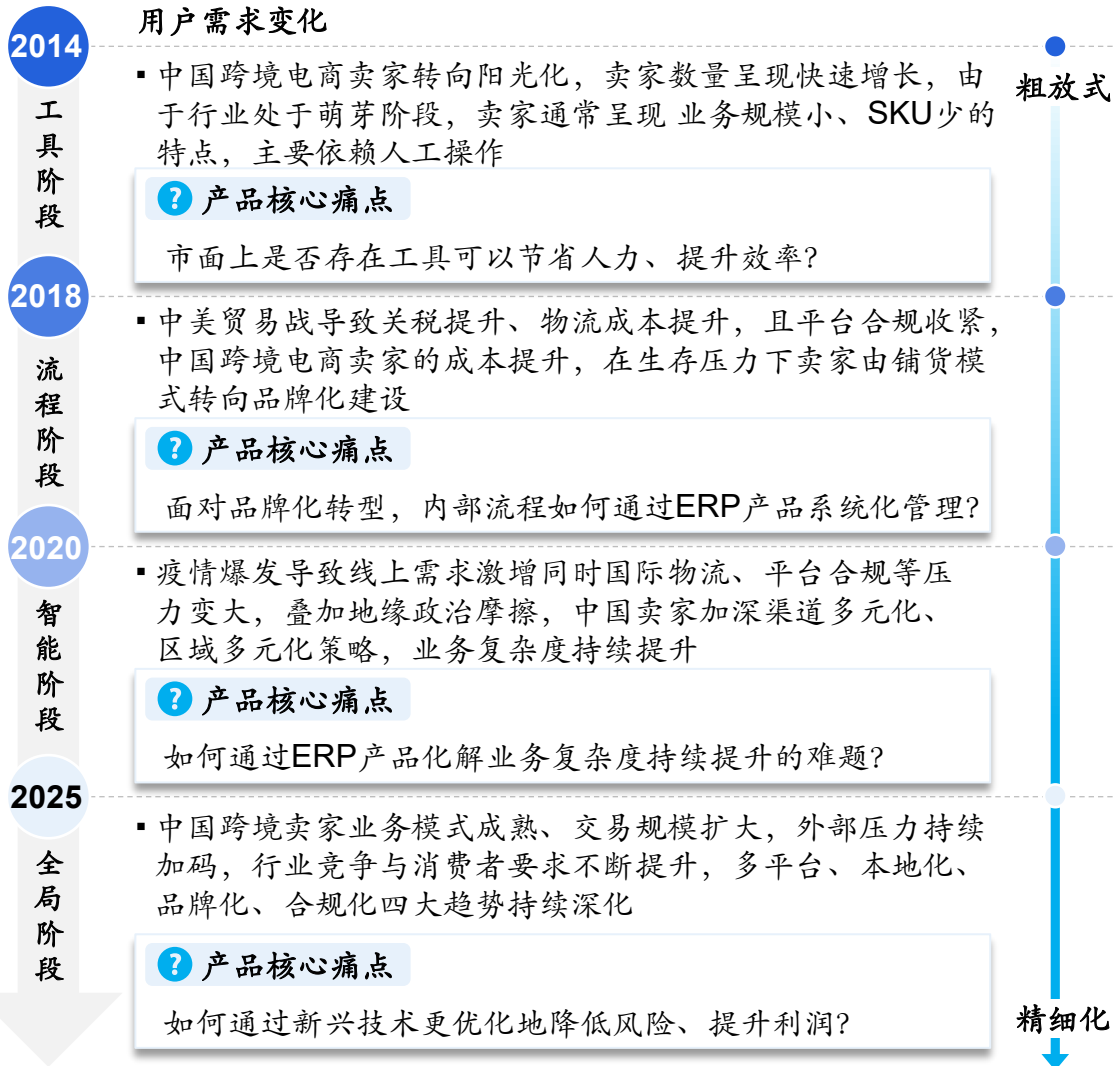 用户需求变化
2014
工具阶段
粗放式
▪中国跨境电商卖家转向阳光化，卖家数量呈现快速增长，由
于行业处于萌芽阶段，卖家通常呈现 业务规模小、SKU少的
特点，主要依赖人工操作
? 产品核心痛点
市面上是否存在工具可以节省人力、提升效率?
2018
流程阶段
▪中美贸易战导致关税提升、物流成本提升，且平台合规收紧，
中国跨境电商卖家的成本提升，在生存压力下卖家由铺货模
式转向品牌化建设
? 产品核心痛点
面对品牌化转型，内部流程如何通过ERP产品系统化管理?
2020
智能阶段
▪疫情爆发导致线上需求激增同时国际物流、平台合规等压
力变大，叠加地缘政治摩擦，中国卖家加深渠道多元化、
区域多元化策略，业务复杂度持续提升
? 产品核心痛点
如何通过ERP产品化解业务复杂度持续提升的难题?
2025
全局阶段
▪中国跨境卖家业务模式成熟、交易规模扩大，外部压力持续
加码，行业竞争与消费者要求不断提升，多平台、本地化、
品牌化、合规化四大趋势持续深化
? 产品核心痛点
如何通过新兴技术更优化地降低风险、提升利润?
精细化